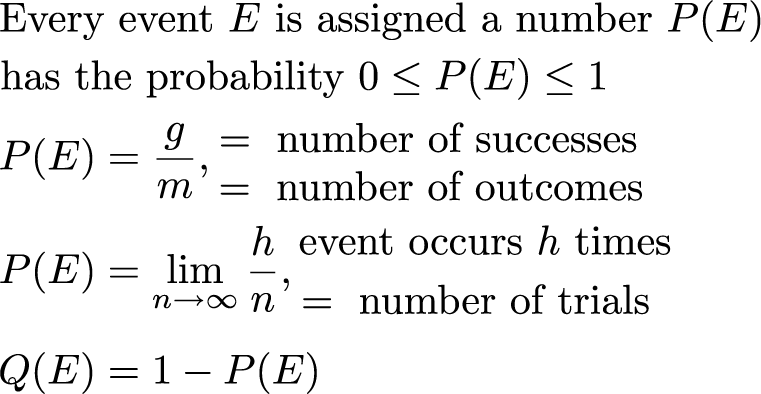 Every event E is assigned a number P(E)
has the probability 0 ≤ P(E) ≤ 1
P(E) = g/m, = number of successes
= number of outcomes
P(E) = lim n→∞ h/n, event occurs h times
= number of trials
Q(E) = 1 − P(E)